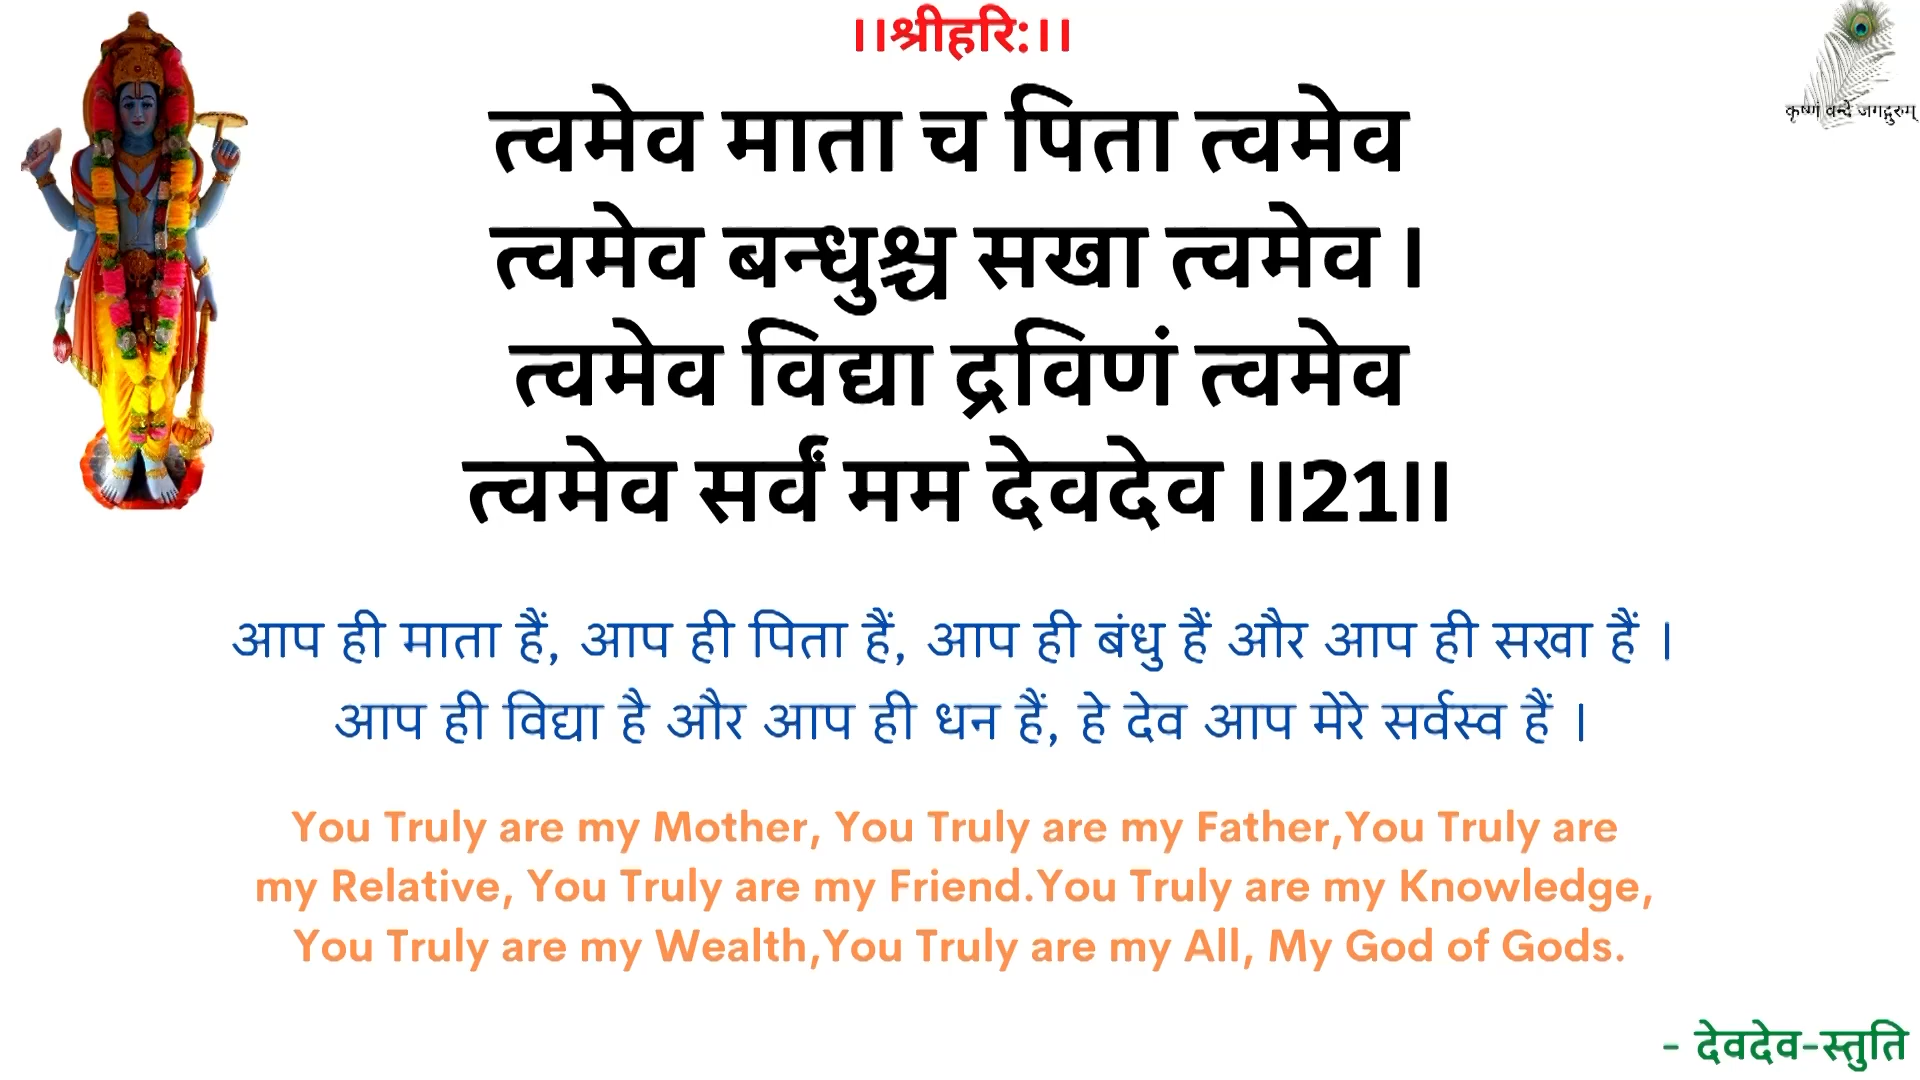 ।।श्रीहरि:।।
कृष्णं वन्दे जगद्गुरुम्
त्वमेव माता च पिता त्वमेव
त्वमेव बन्धुश्च सखा त्वमेव ।
त्वमेव विद्या द्रविणं त्वमेव
त्वमेव सर्वं मम देवदेव ।।21।।
आप ही माता हैं, आप ही पिता हैं, आप ही बंधु हैं और आप ही सखा हैं ।
आप ही विद्या है और आप ही धन हैं, हे देव आप मेरे सर्वस्व हैं ।
You Truly are my Mother, You Truly are my Father,You Truly are
my Relative, You Truly are my Friend.You Truly are my Knowledge,
You Truly are my Wealth,You Truly are my All, My God of Gods.
- देवदेव-स्तुति